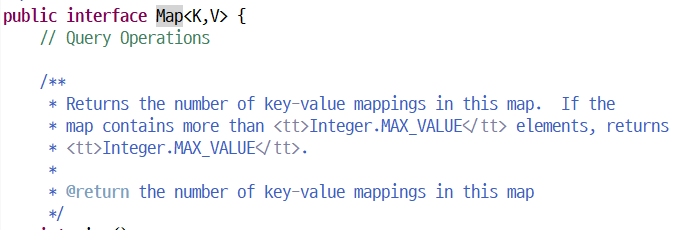 public interface Map<K,V> {
// Query Operations
/**
* Returns the number of key-value mappings in this map.  If the
* map contains more than <tt>Integer.MAX_VALUE</tt> elements, returns
* <tt>Integer.MAX_VALUE</tt>.
*
* @return the number of key-value mappings in this map
*/